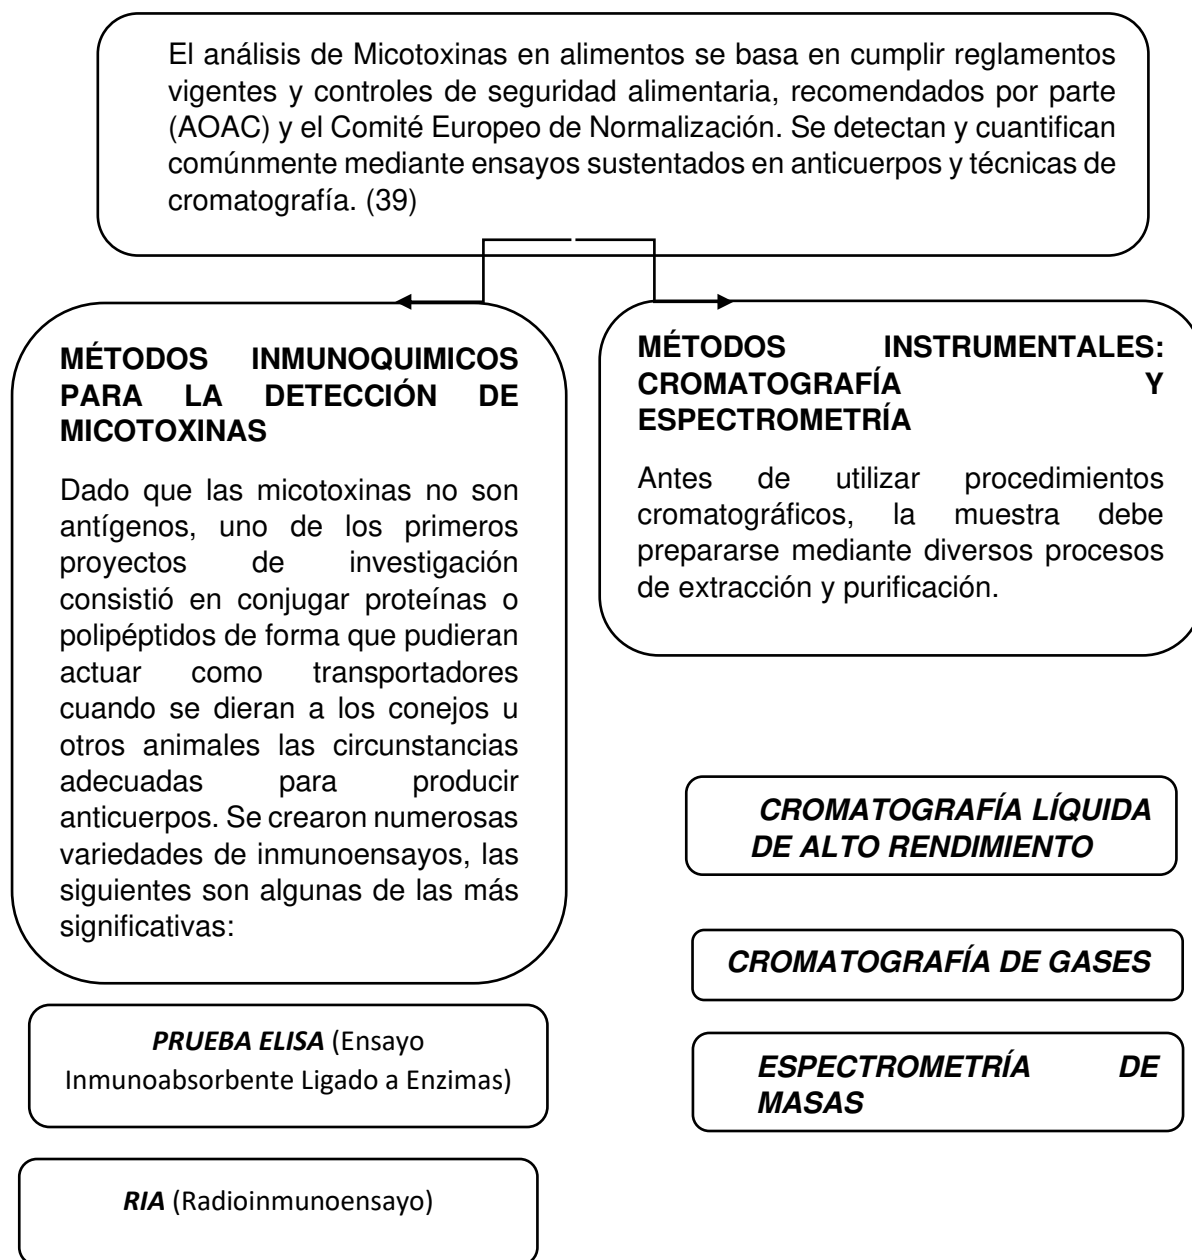 El análisis de Micotoxinas en alimentos se basa en cumplir reglamentos
vigentes y controles de seguridad alimentaria, recomendados por parte
(AOAC) y el Comité Europeo de Normalización. Se detectan y cuantifican
comúnmente mediante ensayos sustentados en anticuerpos y técnicas de
cromatografía. (39)
MÉTODOS INMUNOQUIMICOS
PARA LA DETECCIÓN DE
MICOTOXINAS
Dado que las micotoxinas no son
antígenos, uno de los primeros
proyectos de investigación
consistió en conjugar proteínas o
polipéptidos de forma que pudieran
actuar como transportadores
cuando se dieran a los conejos u
otros animales las circunstancias
adecuadas para producir
anticuerpos. Se crearon numerosas
variedades de inmunoensayos, las
siguientes son algunas de las más
significativas:
PRUEBA ELISA (Ensayo
Inmunoabsorbente Ligado a Enzimas)
RIA (Radioinmunoensayo)
MÉTODOS INSTRUMENTALES:
CROMATOGRAFÍA Y
ESPECTROMETRÍA
Antes de utilizar procedimientos
cromatográficos, la muestra debe
prepararse mediante diversos procesos
de extracción y purificación.
CROMATOGRAFÍA LÍQUIDA
DE ALTO RENDIMIENTO
CROMATOGRAFÍA DE GASES
ESPECTROMETRÍA DE
MASAS